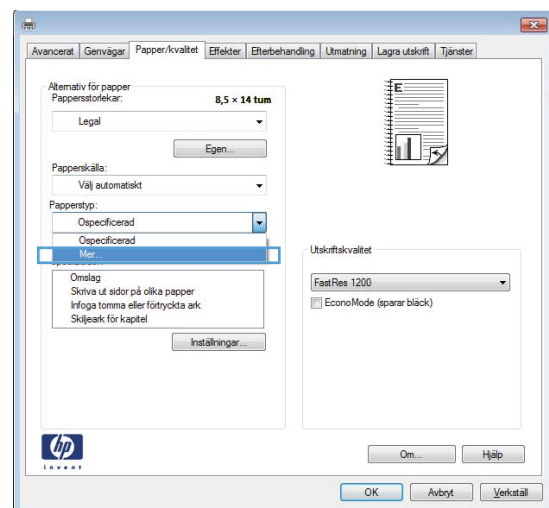 Avancerat Genvägar Papper/kvalitet Effekter Efterbehandling Utmatning Lagra utskrift Tjänster
Alternativ för papper
Pappersstorlekar: 8,5 × 14 tum
Legal
Egen...
Papperskälla:
Välj automatiskt
Papperstyp:
Ospecificerad
Ospecificerad
Mer...
Omslag
Skriva ut sidor på olika papper
Infoga tomma eller förtryckta ark
Skiljeark för kapitel
Inställningar...
E
Utskriftskvalitet
FastRes 1200
EconoMode (sparar bläck)
hp
invent
Om... Hjälp
OK Avbryt Verkställ